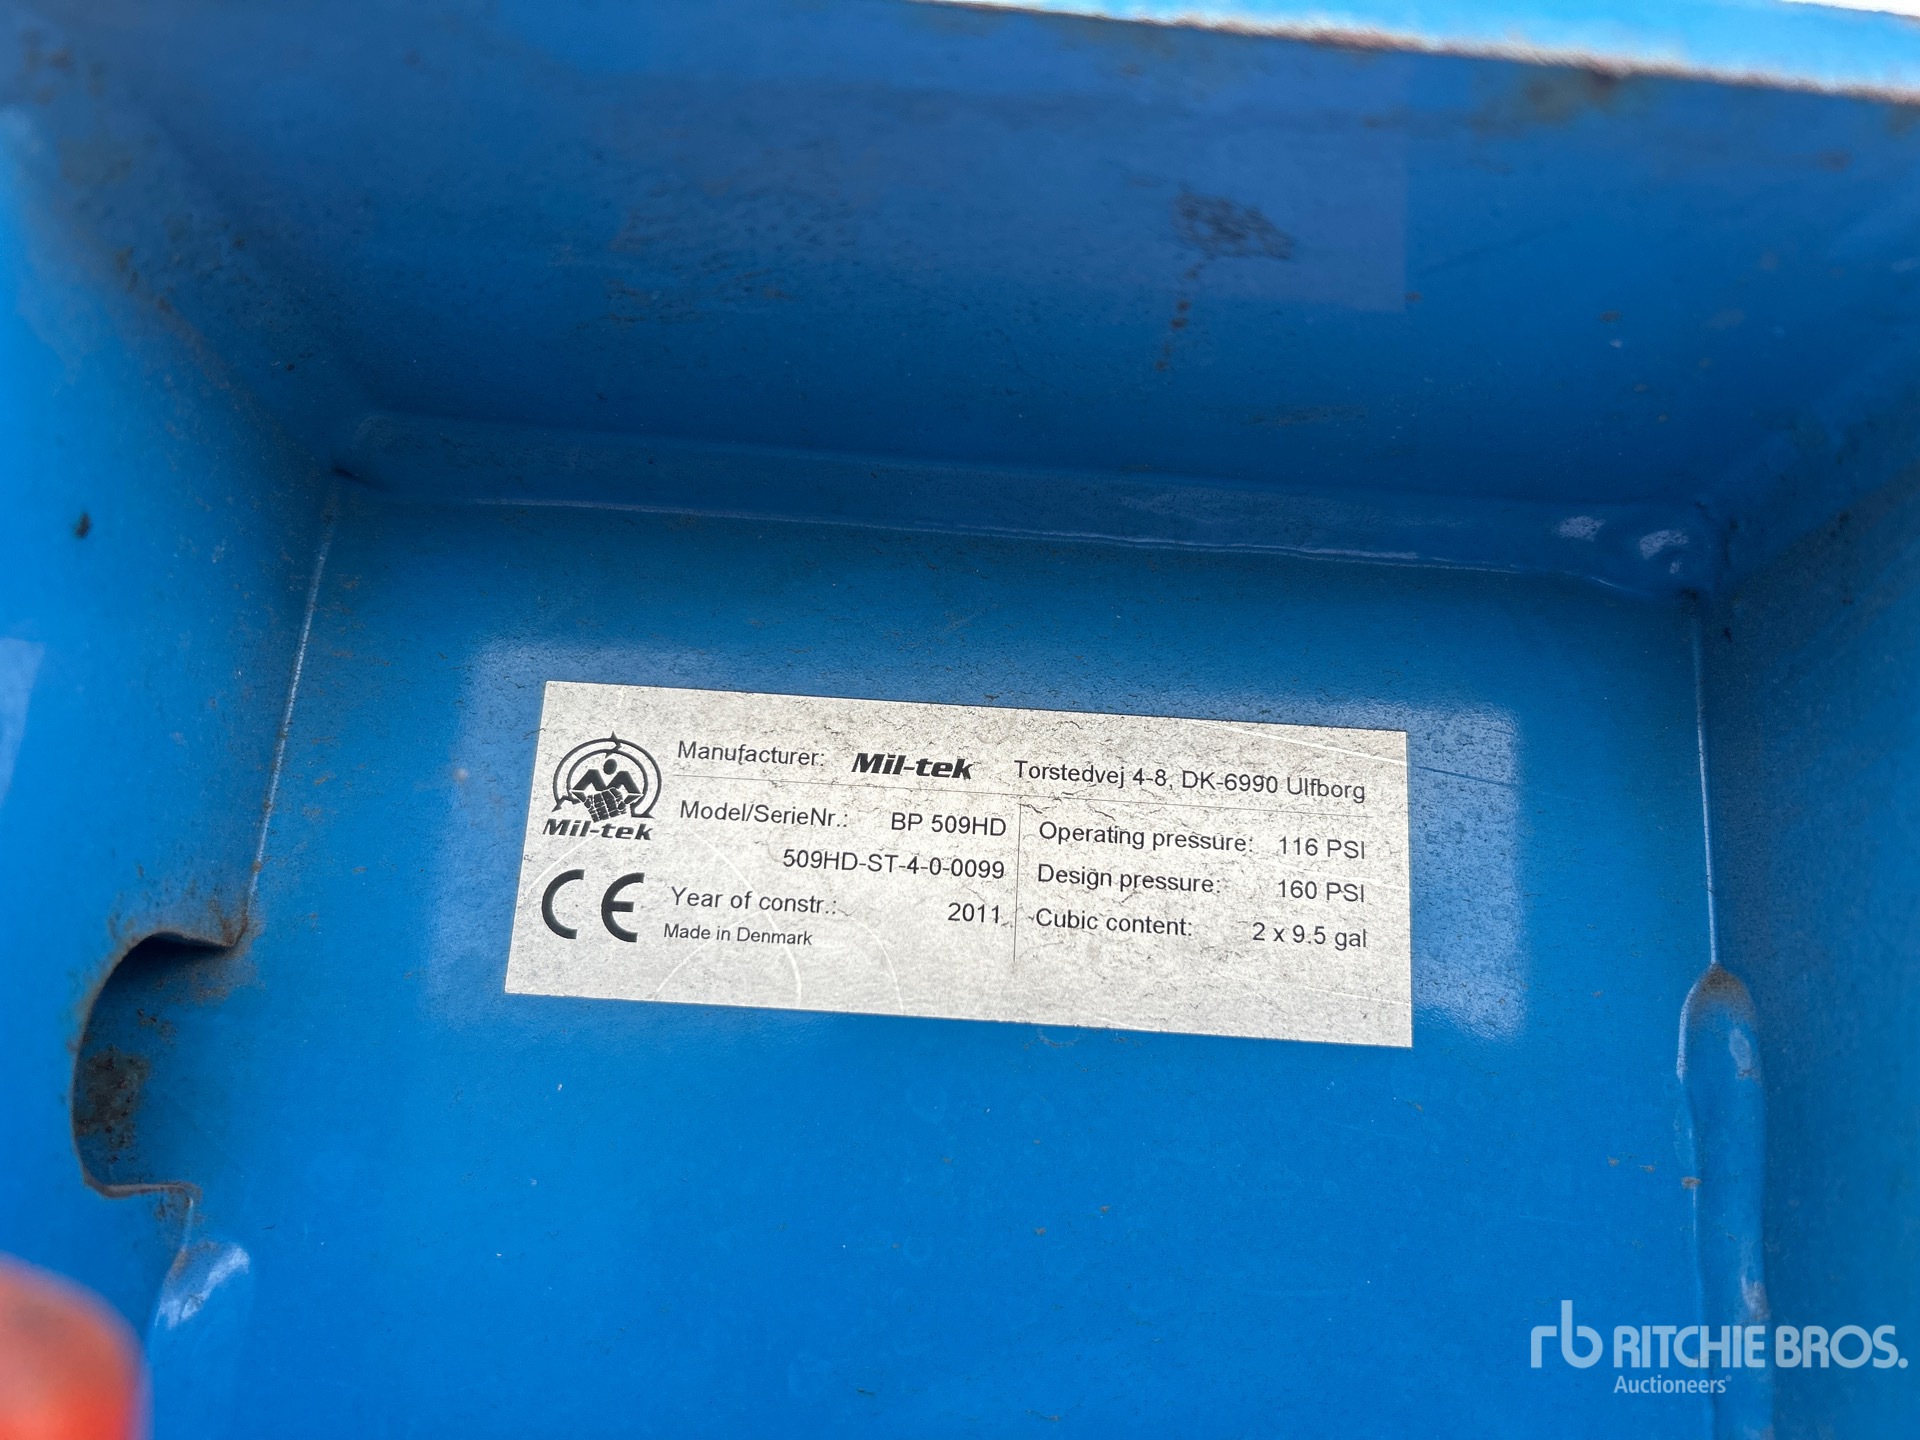 Manufacturer: Mil-tek Torstedvej 4-8, DK-6990 Ulfborg
Mil-tek
Model/SerieNr.: BP 509HD
509HD-ST-4-0-0099
Year of constr.: 2011
Made in Denmark
Operating pressure: 116 PSI
Design pressure: 160 PSI
Cubic content: 2 x 9.5 gal
CE
rb RITCHIE BROS.
Auctioneers